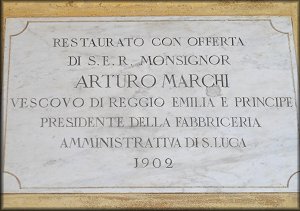 RESTAURATO CON OFFERTA
DI S.E.R. MONSIGNOR
ARTURO MARCHI
VESCOVO DI REGGIO EMILIA E PRINCIPE
PRESIDENTE DELLA FABBRICERIA
AMMINISTRATIVA DI S. LUCA
1902